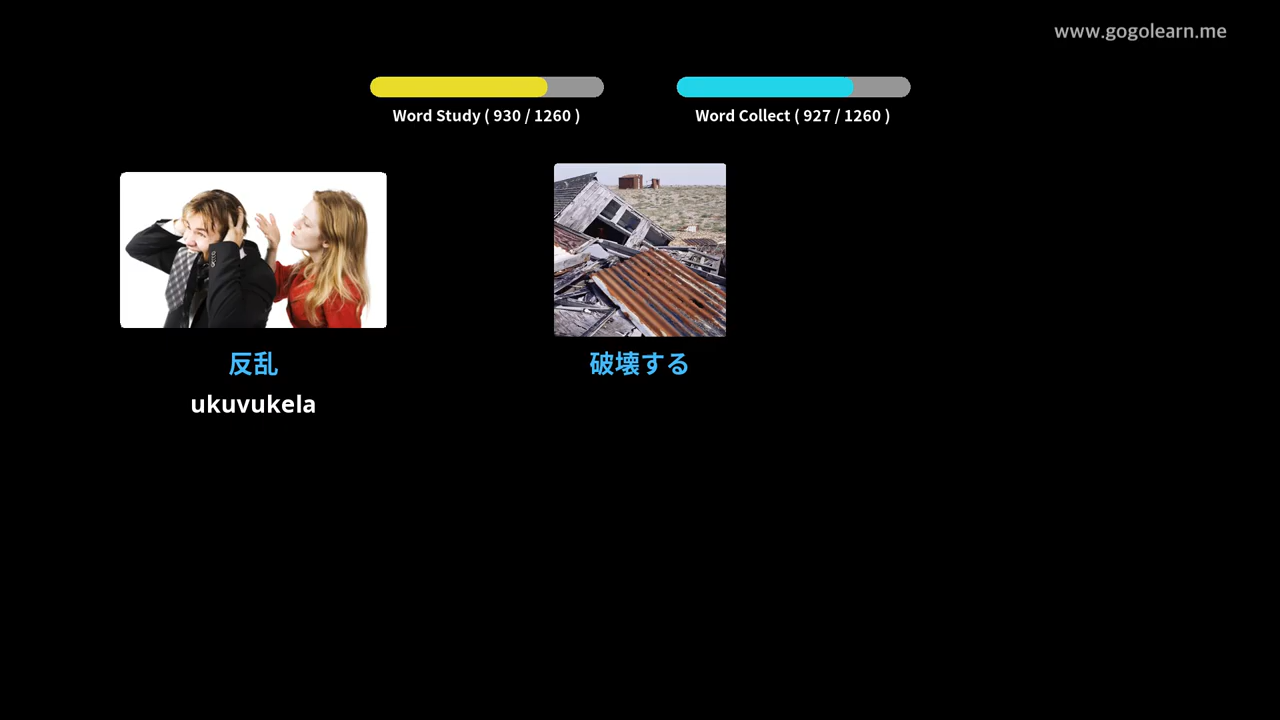 www.gogolearn.me
Word Study ( 930 / 1260 )
Word Collect ( 927 / 1260 )
反乱
破壊する
ukuvukela